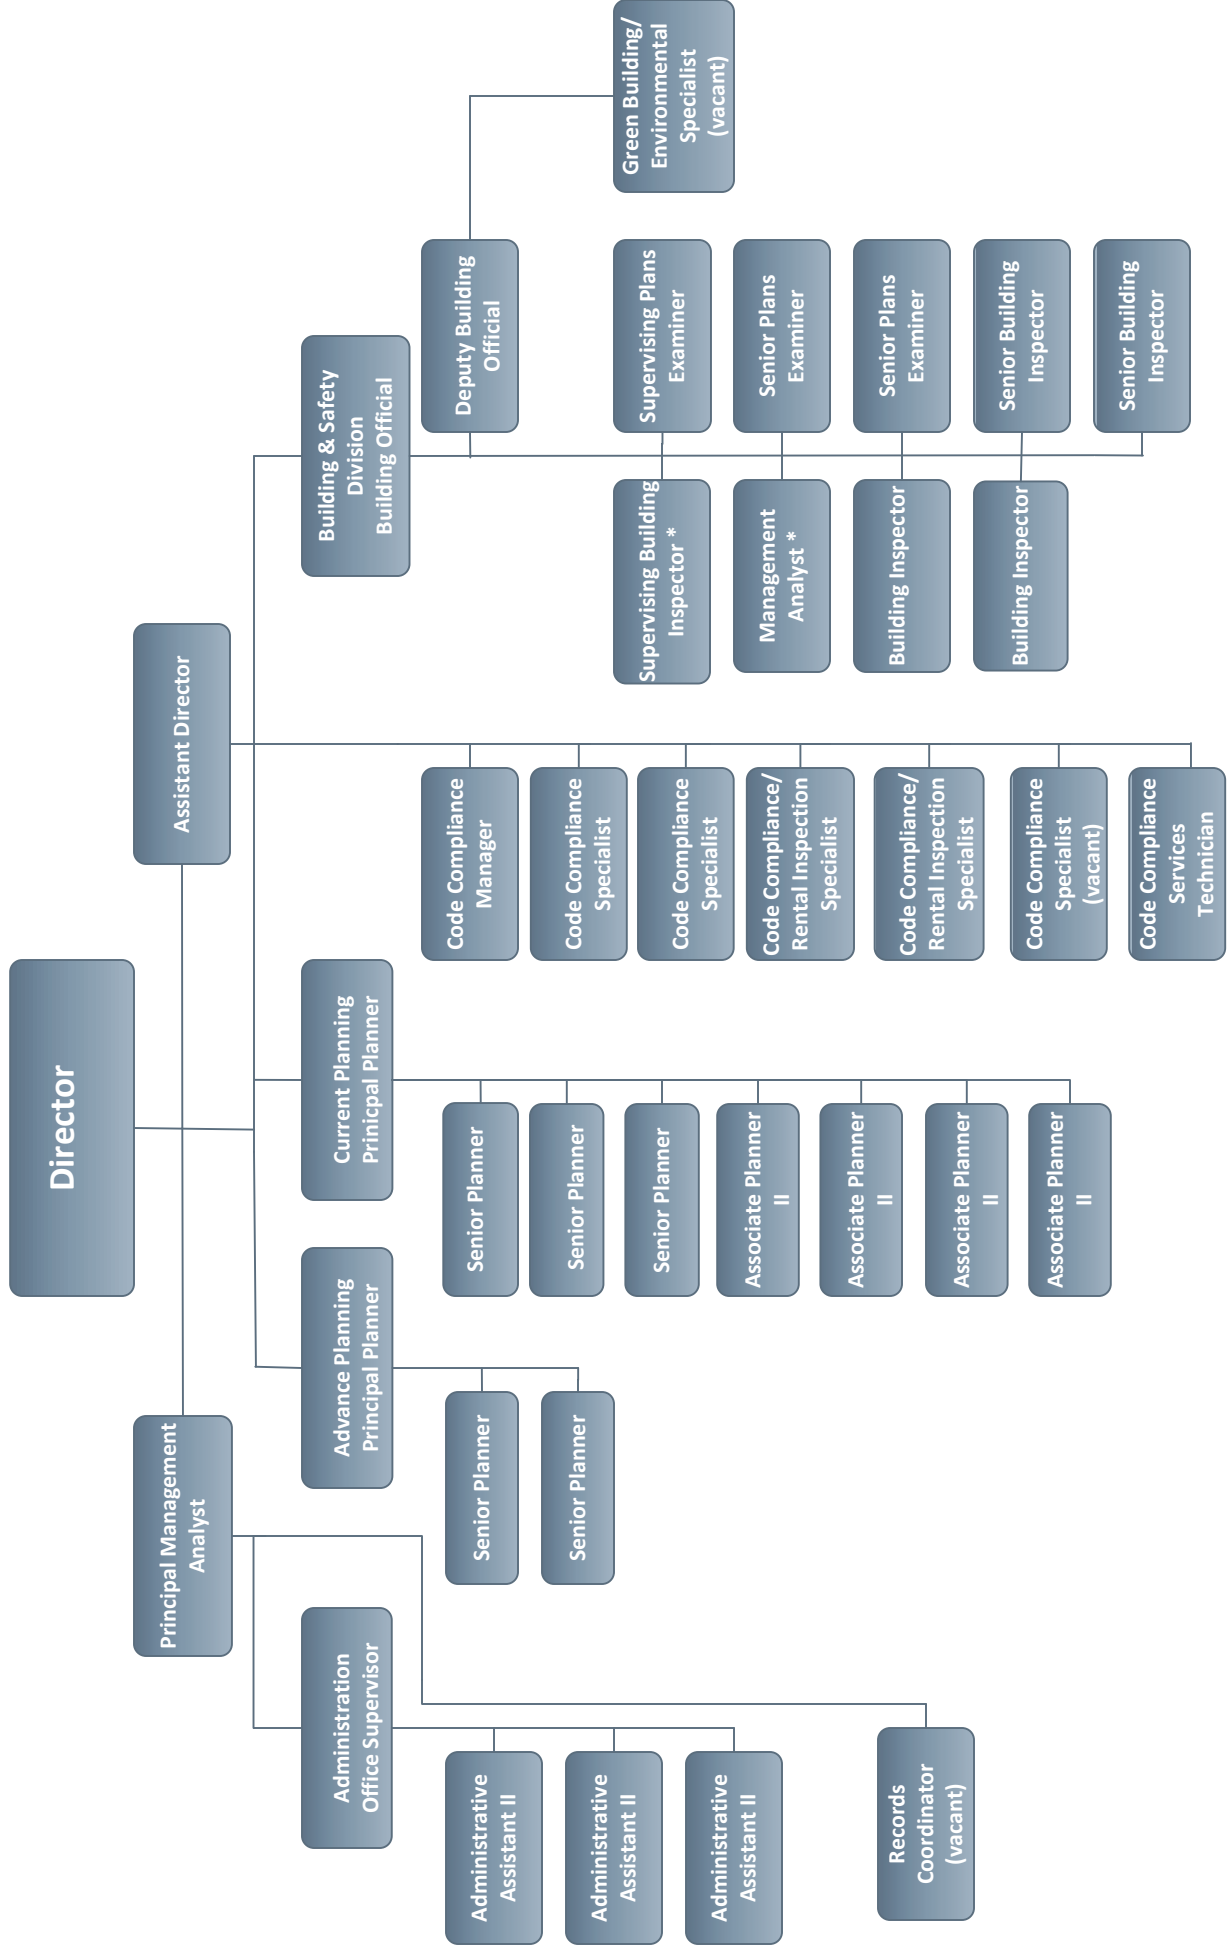 Director
Principal Management
Analyst
Assistant Director
Administration
Office Supervisor
Advance Planning
Principal Planner
Current Planning
Prinicpal Planner
Building & Safety
Division
Building Official
Administrative
Assistant II
Administrative
Assistant II
Administrative
Assistant II
Records
Coordinator
(vacant)
Senior Planner
Senior Planner
Senior Planner
Senior Planner
Senior Planner
Associate Planner
II
Associate Planner
II
Associate Planner
II
Associate Planner
II
Code Compliance
Manager
Code Compliance
Specialist
Code Compliance
Specialist
Code Compliance/
Rental Inspection
Specialist
Code Compliance/
Rental Inspection
Specialist
Code Compliance
Specialist
(vacant)
Code Compliance
Services
Technician
Deputy Building
Official
Green Building/
Environmental
Specialist
(vacant)
Supervising Building
Inspector *
Supervising Plans
Examiner
Management
Analyst *
Senior Plans
Examiner
Building Inspector
Senior Plans
Examiner
Building Inspector
Senior Building
Inspector
Senior Building
Inspector